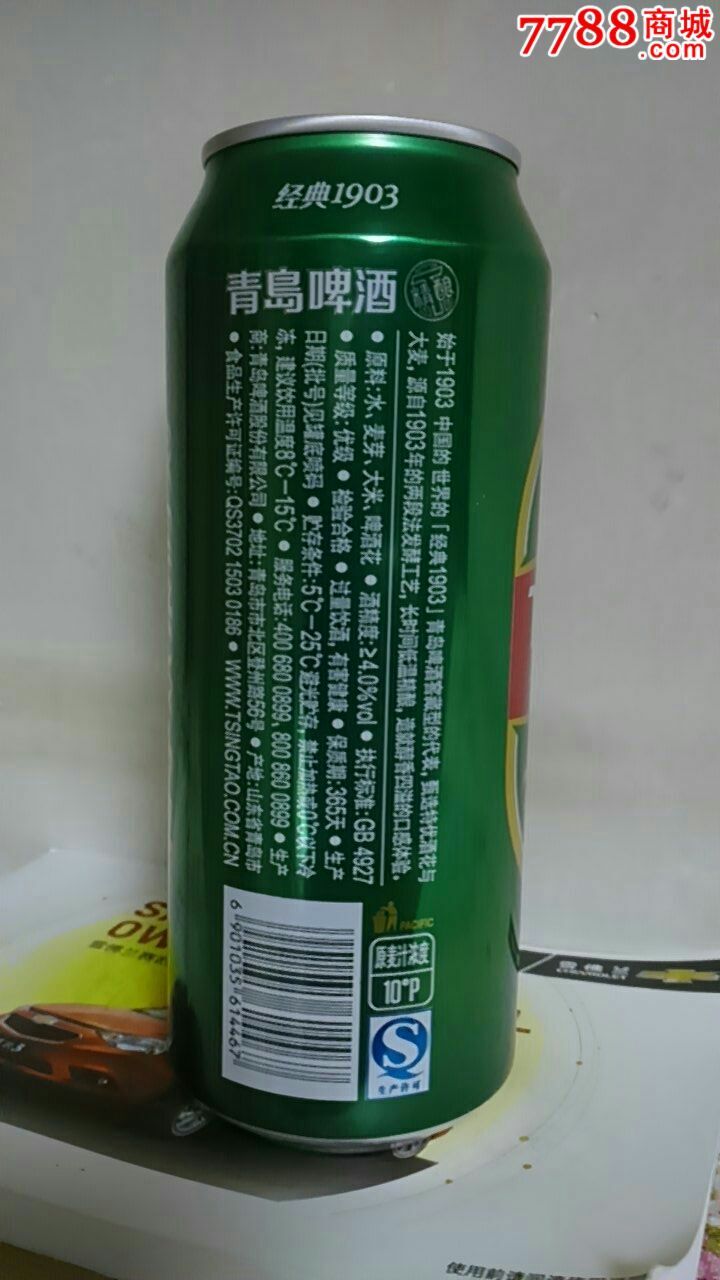 7788商城
.com
经典1903
青岛啤酒
始于1903 中国的 世界的「经典1903」青岛啤酒窖藏型的代表，甄选特优酒花与
大麦，源自1903年的两段法发酵工艺，长时间低温精酿，造就醇香四溢的口感体验。
● 原料:水、麦芽、大米、啤酒花 ● 酒精度:≥4.0%vol ● 执行标准:GB 4927
● 质量等级:优级 ● 检验合格 ● 过量饮酒，有害健康 ● 保质期:365天 ● 生产
日期(批号)见罐底喷码 ● 贮存条件:5℃—25℃避光贮存，禁止加热或0℃以下冷
冻，建议饮用温度8℃—15℃ ● 服务电话:400 680 0899, 800 860 0899 ● 生产
商:青岛啤酒股份有限公司 ● 地址:青岛市市北区登州路56号 ● 产地:山东省青岛市
● 食品生产许可证编号:QS3702 1503 0186 ● WWW.TSINGTAO.COM.CN
PACIFIC
原麦汁浓度
10°P
生产许可
6 901035 614467
OW
CHEVROLET